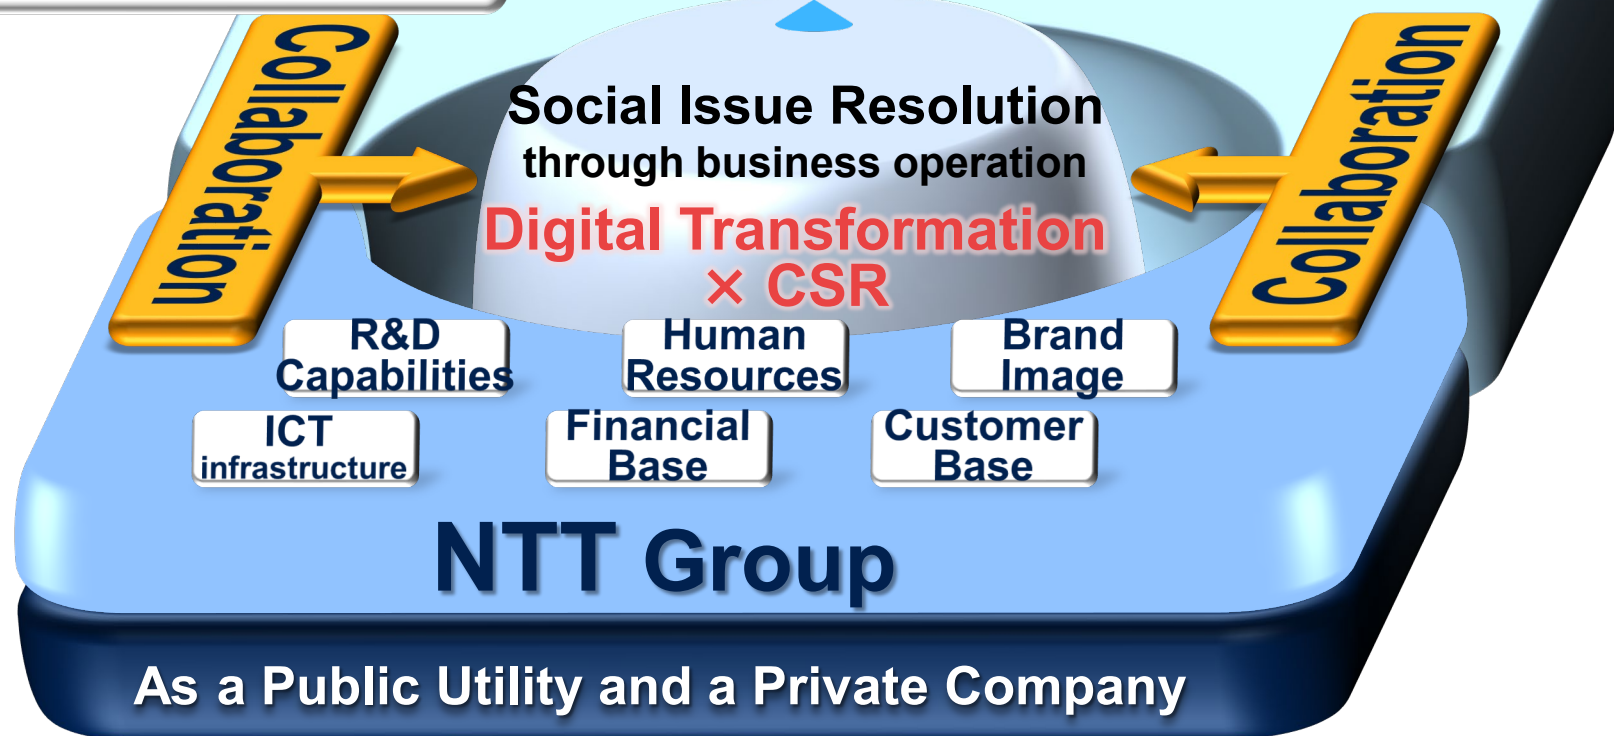 Collaboration
Collaboration
Social Issue Resolution
through business operation
Digital Transformation
× CSR
R&D
Capabilities
Human
Resources
Brand
Image
ICT
infrastructure
Financial
Base
Customer
Base
NTT Group
As a Public Utility and a Private Company